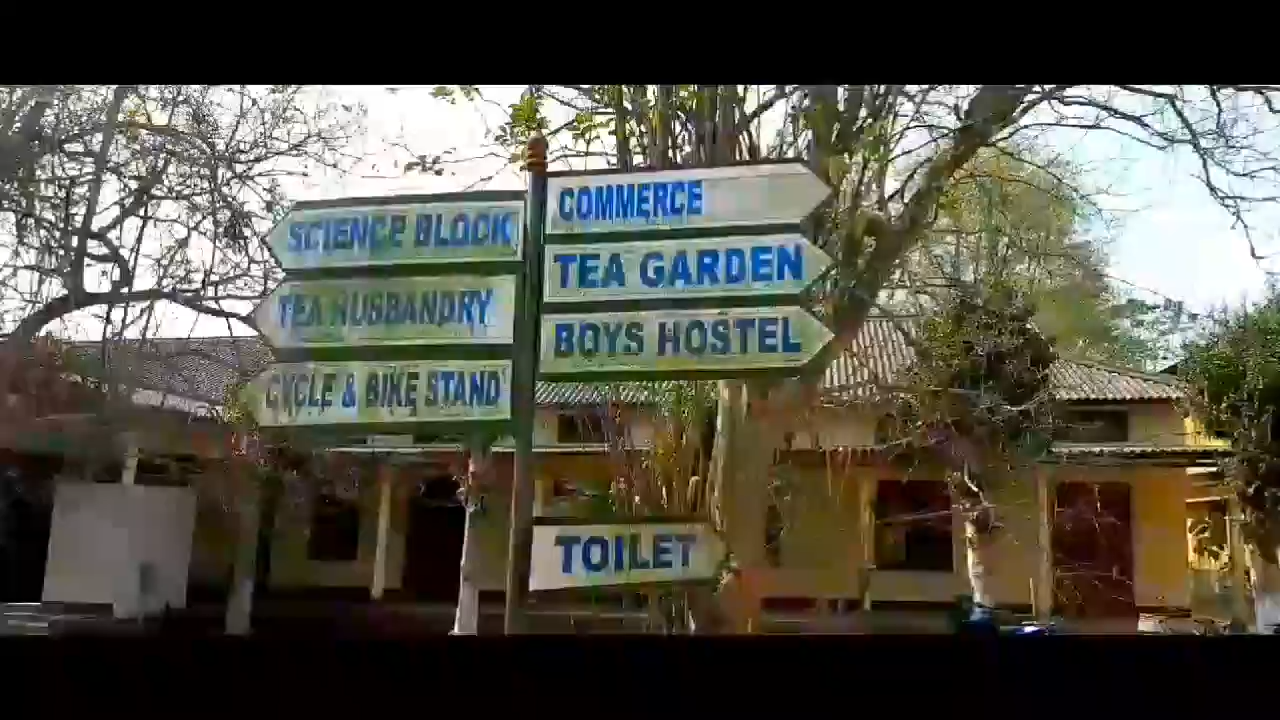 SCIENCE BLOCK
TEA HUSBANDRY
CYCLE & BIKE STAND
COMMERCE
TEA GARDEN
BOYS HOSTEL
TOILET